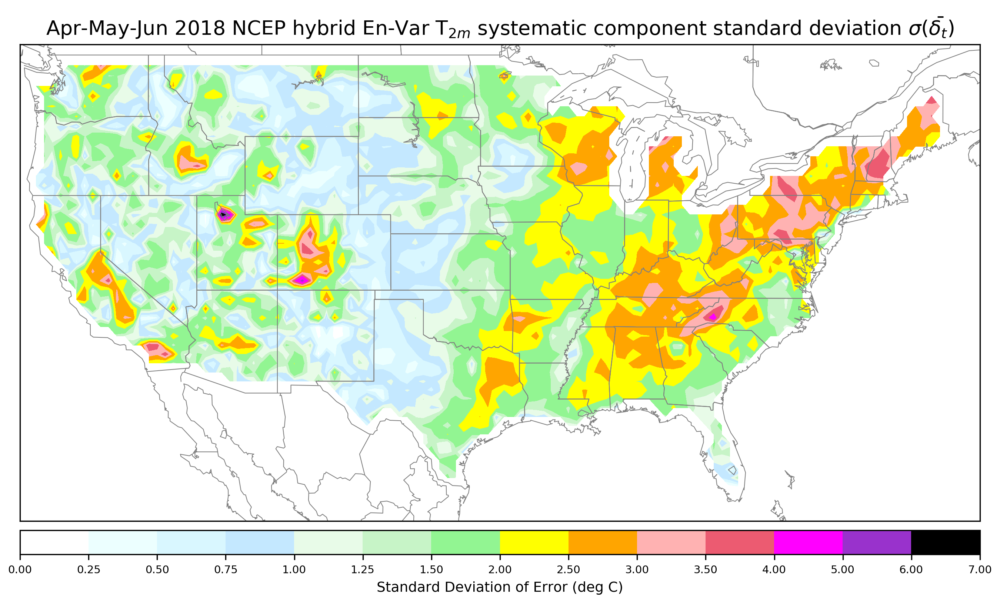 Apr-May-Jun 2018 NCEP hybrid En-Var T₂ₘ systematic component standard deviation σ(δ̄ₜ)
0.00 0.25 0.50 0.75 1.00 1.25 1.50 2.00 2.50 3.00 3.50 4.00 5.00 6.00 7.00
Standard Deviation of Error (deg C)